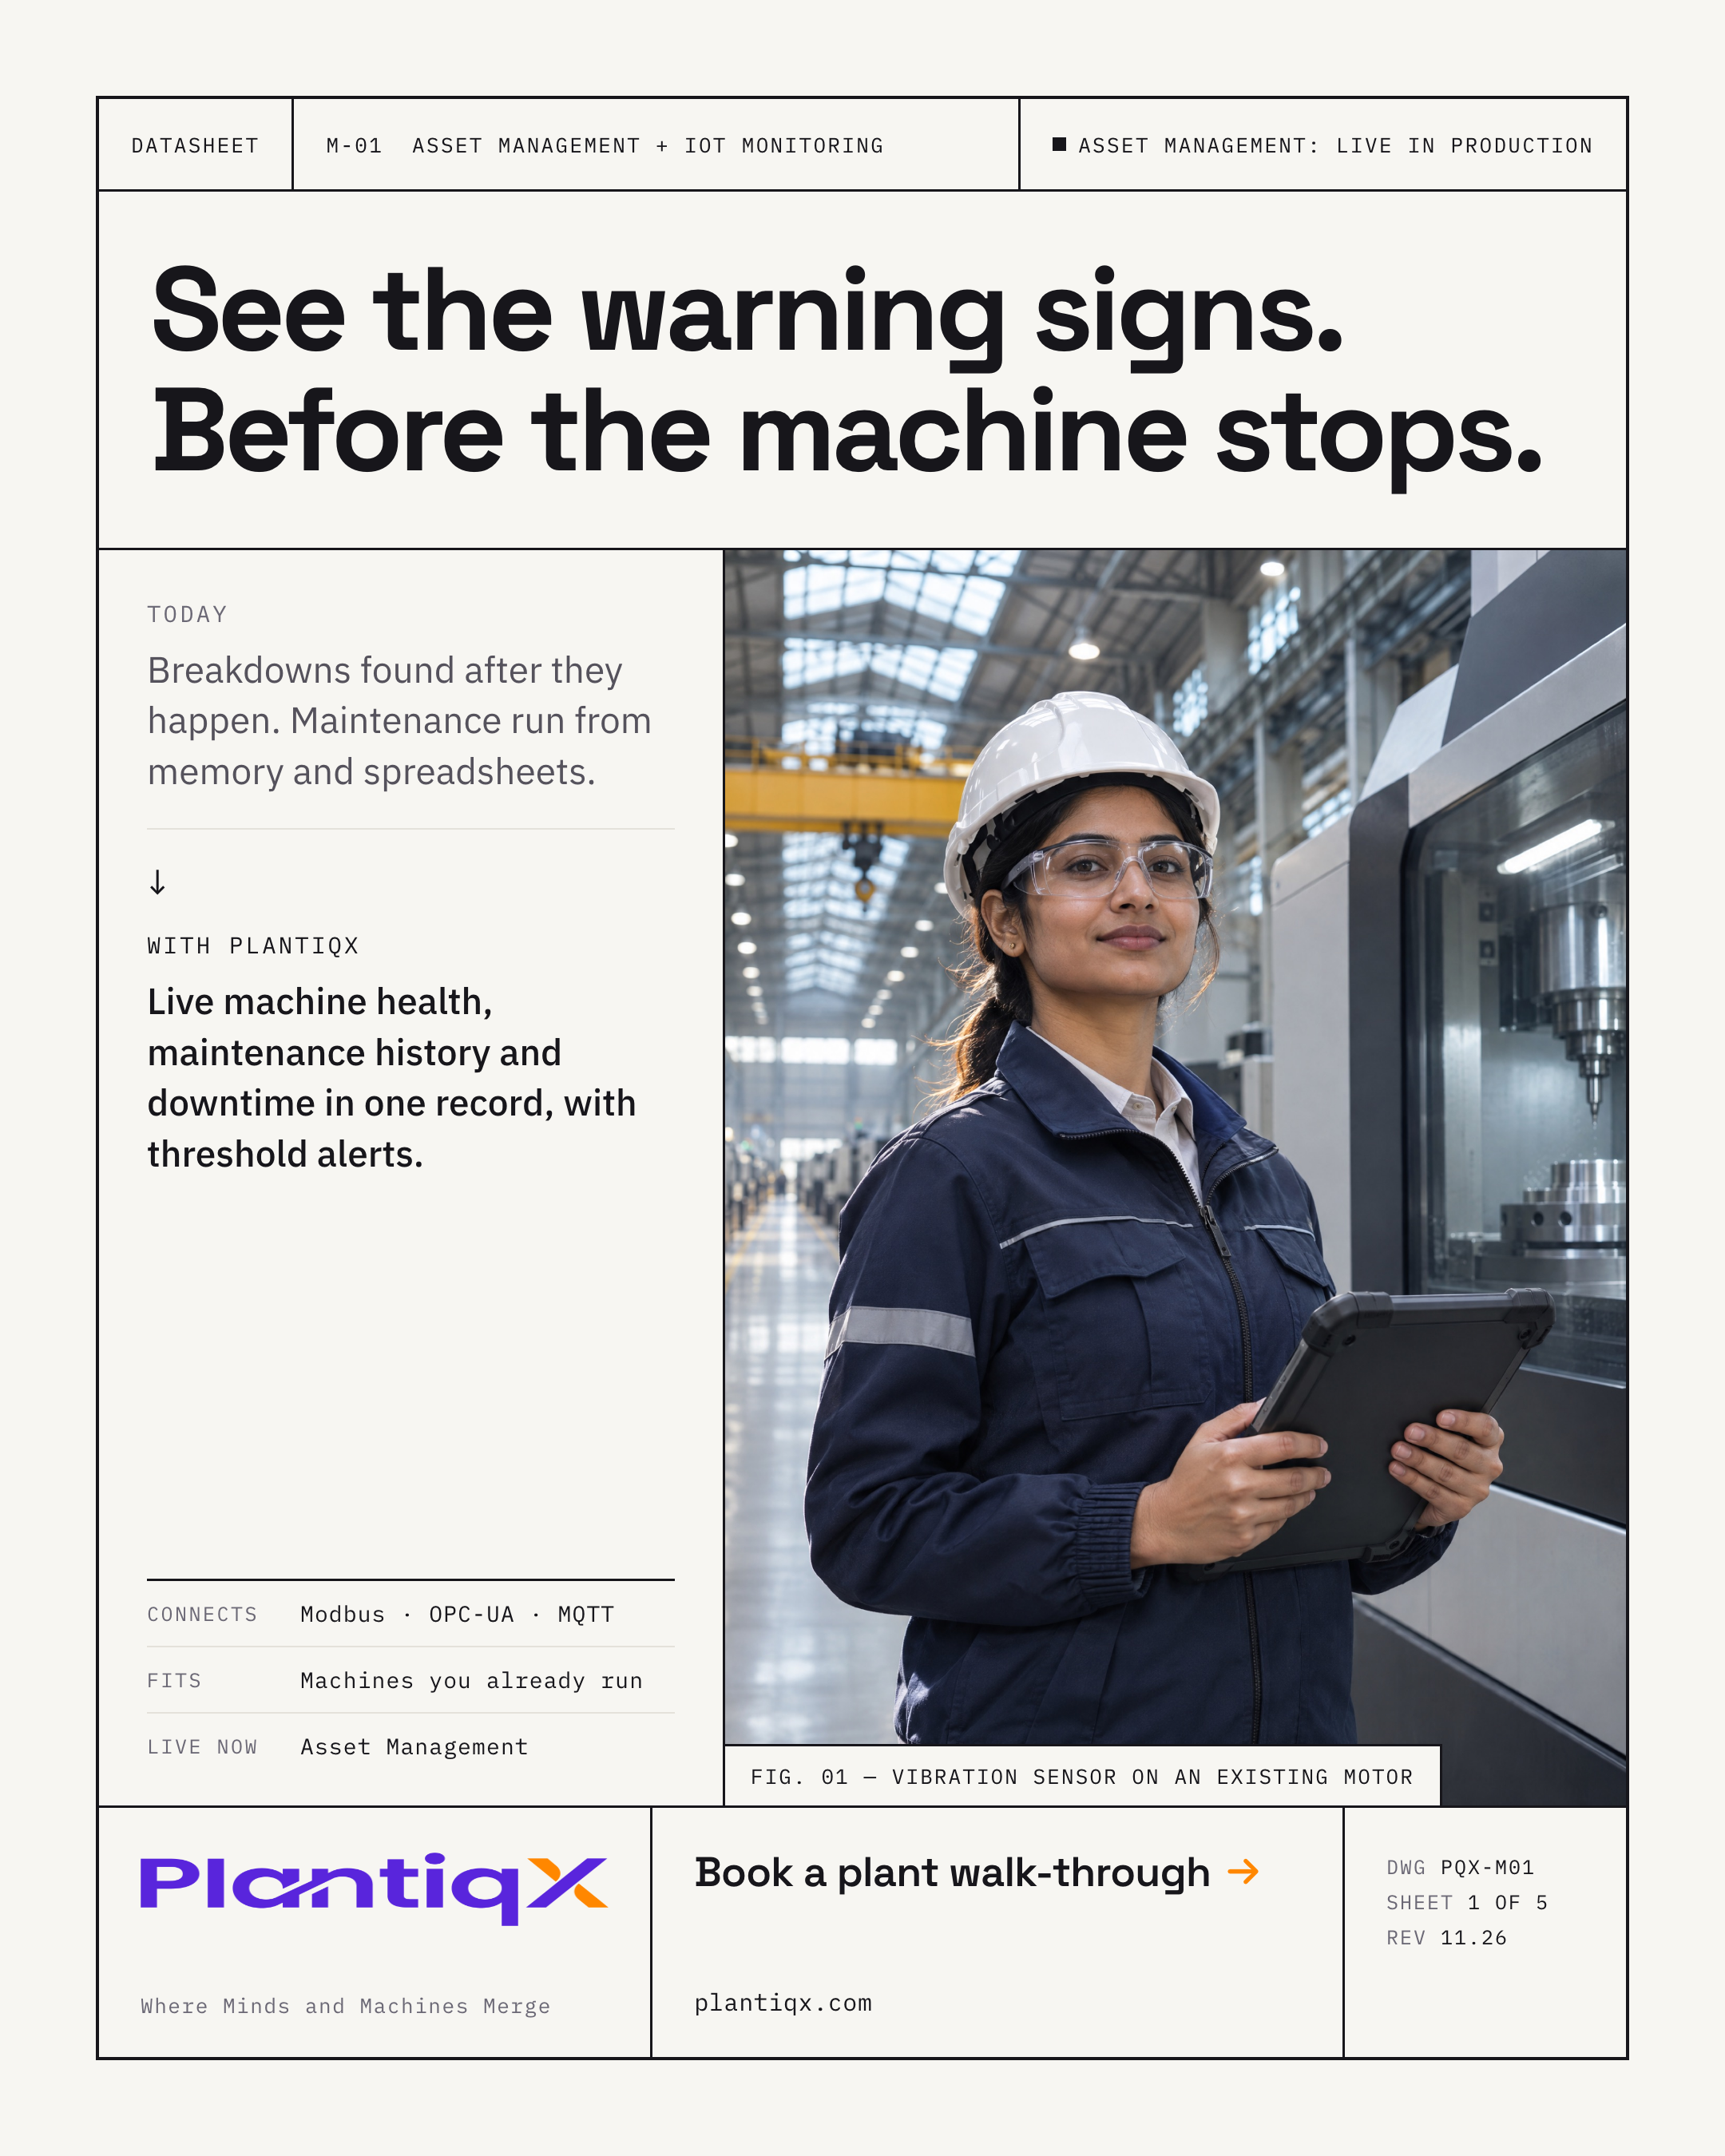 DATASHEET
M-01 ASSET MANAGEMENT + IOT MONITORING
■ ASSET MANAGEMENT: LIVE IN PRODUCTION
See the warning signs.
Before the machine stops.
TODAY
Breakdowns found after they
happen. Maintenance run from
memory and spreadsheets.
↓
WITH PLANTIQX
Live machine health,
maintenance history and
downtime in one record, with
threshold alerts.
CONNECTS Modbus · OPC-UA · MQTT
FITS Machines you already run
LIVE NOW Asset Management
FIG. 01 — VIBRATION SENSOR ON AN EXISTING MOTOR
PlantiqX
Where Minds and Machines Merge
Book a plant walk-through →
plantiqx.com
DWG PQX-M01
SHEET 1 OF 5
REV 11.26